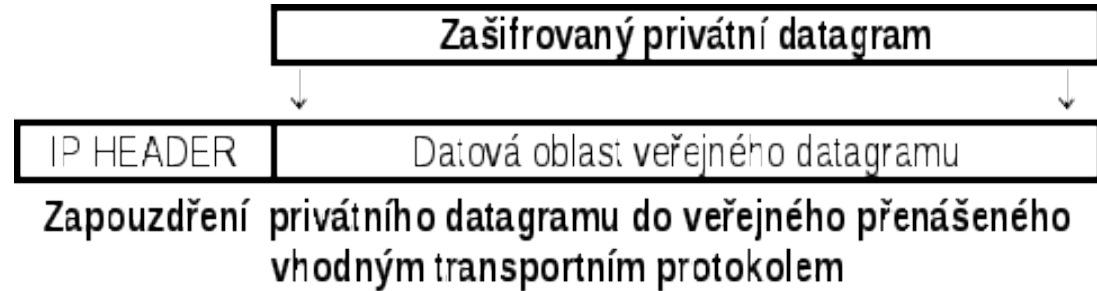 Zašifrovaný privátní datagram
IP HEADER
Datová oblast veřejného datagramu
Zapouzdření privátního datagramu do veřejného přenášeného
vhodným transportním protokolem